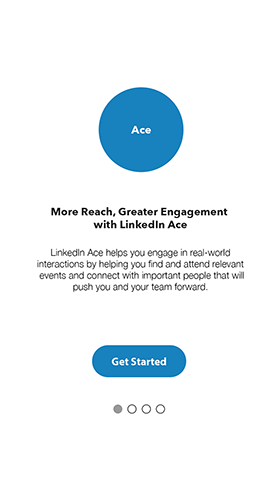 Ace
More Reach, Greater Engagement
with LinkedIn Ace
LinkedIn Ace helps you engage in real-world
interactions by helping you find and attend relevant
events and connect with important people that will
push you and your team forward.
Get Started